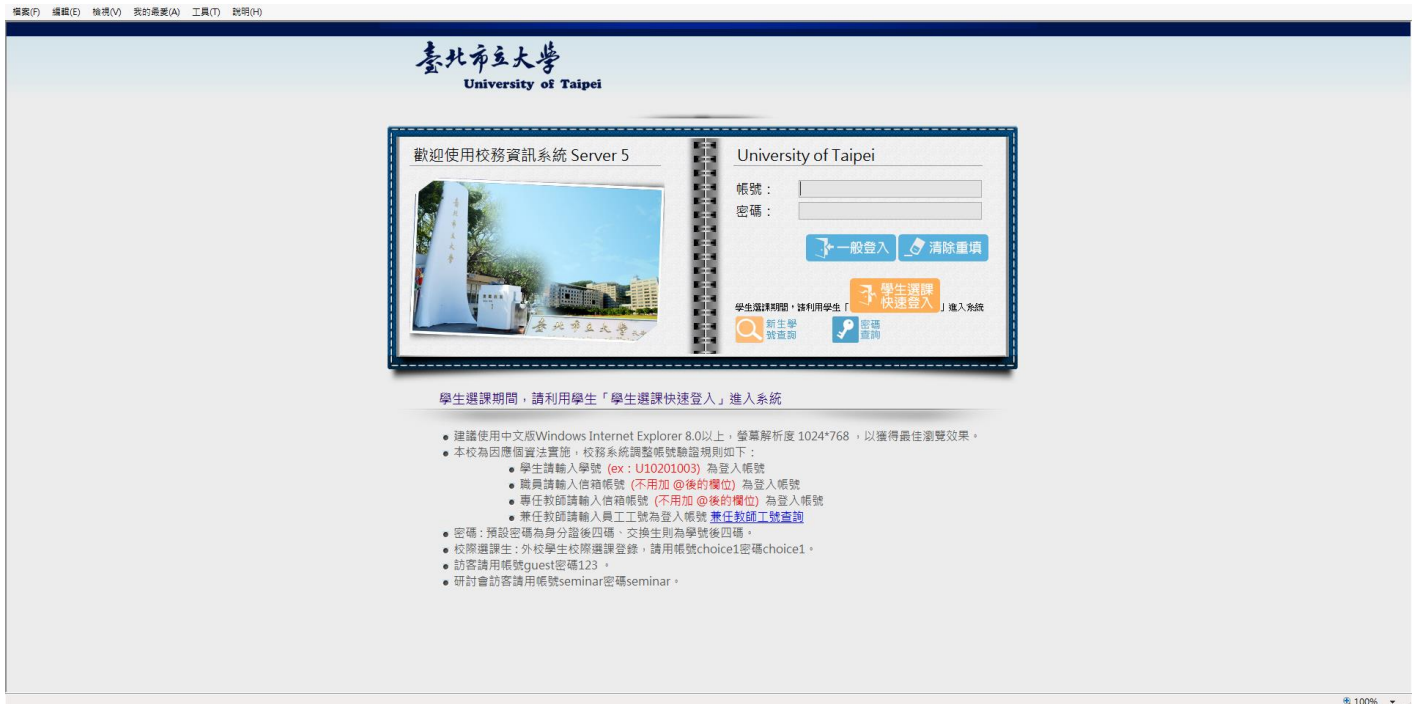 檔案(F) 編輯(E) 檢視(V) 我的最愛(A) 工具(T) 說明(H)
臺北市立大學
University of Taipei
歡迎使用校務資訊系統 Server 5
臺北市立大學
臺北市立大學
University of Taipei
帳號：
密碼：
一般登入 清除重填
學生選課期間，請利用學生「學生選課快速登入」進入系統
新生學號查詢 密碼查詢
學生選課期間，請利用學生「學生選課快速登入」進入系統
建議使用中文版Windows Internet Explorer 8.0以上，螢幕解析度 1024*768 ，以獲得最佳瀏覽效果。
本校為因應個資法實施，校務系統調整帳號驗證規則如下：
學生請輸入學號 (ex：U10201003) 為登入帳號
職員請輸入信箱帳號 (不用加 @後的欄位) 為登入帳號
專任教師請輸入信箱帳號 (不用加 @後的欄位) 為登入帳號
兼任教師請輸入員工工號為登入帳號 兼任教師工號查詢
密碼 : 預設密碼為身分證後四碼、交換生則為學號後四碼。
校際選課生 : 外校學生校際選課登錄，請用帳號choice1密碼choice1。
訪客請用帳號guest密碼123 。
研討會訪客請用帳號seminar密碼seminar。
100%